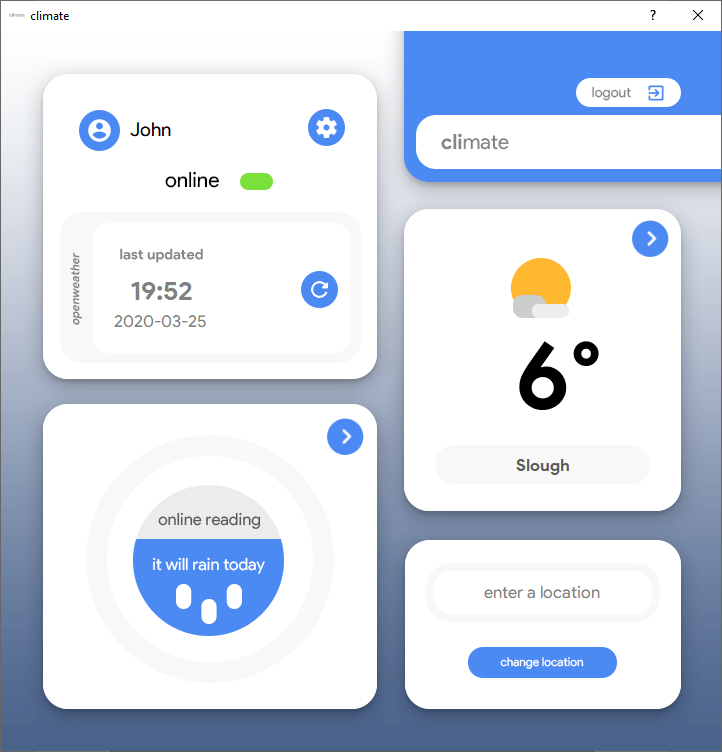 climate
climate
?
logout
climate
John
online
openweather
last updated
19:52
2020-03-25
6°
Slough
online reading
it will rain today
enter a location
change location